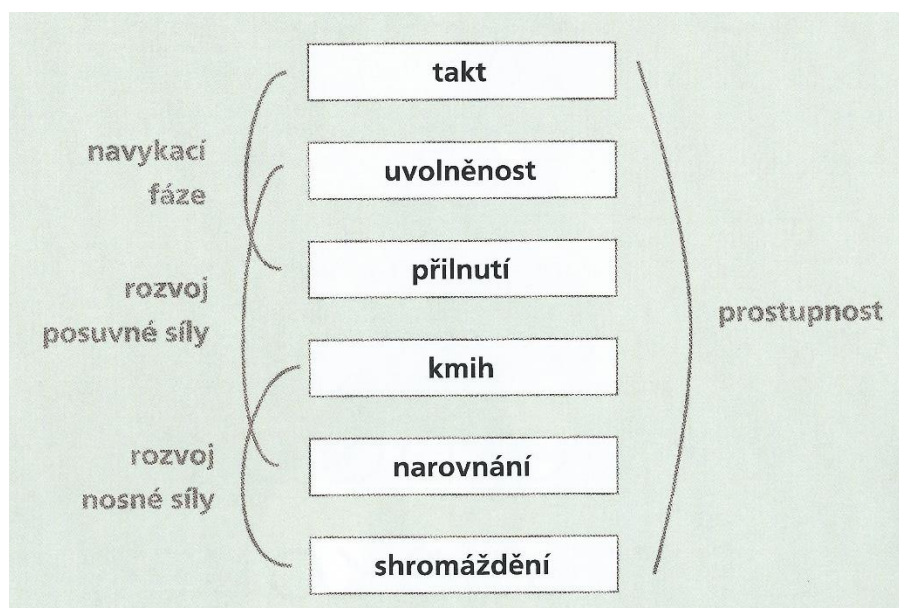 takt
navykací
fáze
uvolněnost
přilnutí
rozvoj
posuvné síly
prostupnost
kmih
rozvoj
nosné síly
narovnání
shromáždění